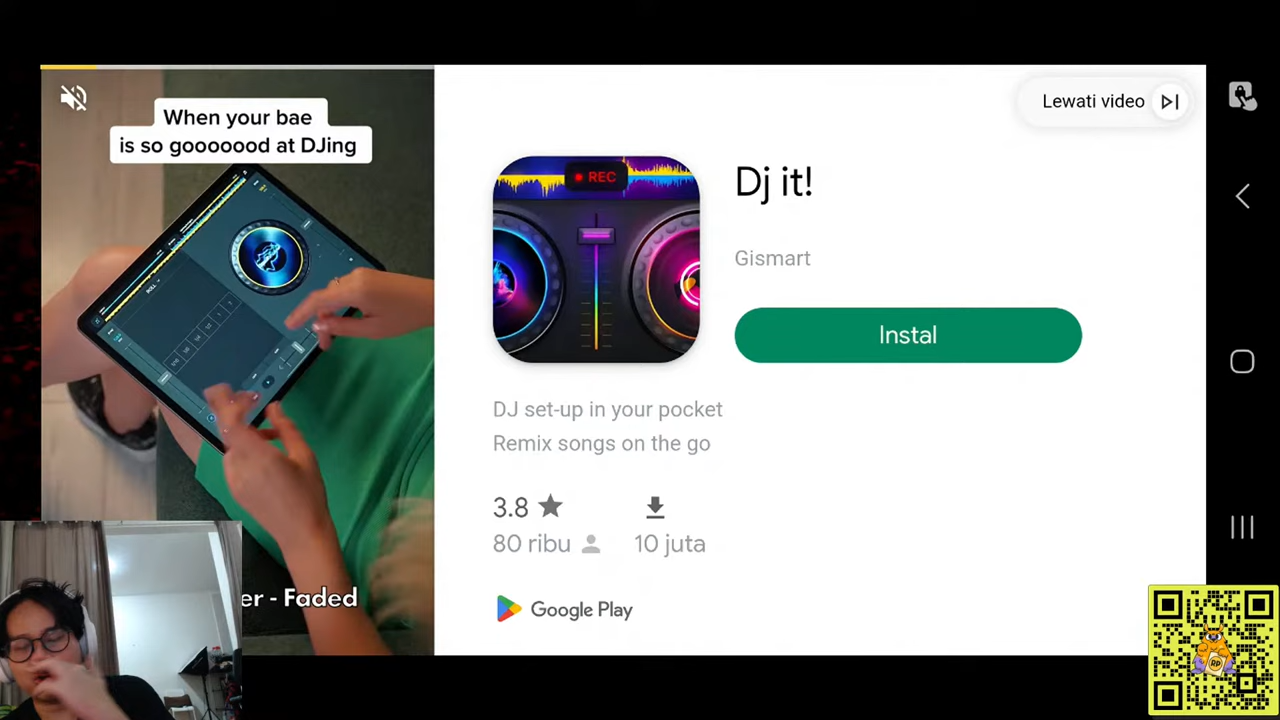 When your bae
is so gooooood at DJing
er - Faded
Lewati video
REC
Dj it!
Gismart
Instal
DJ set-up in your pocket
Remix songs on the go
3.8
80 ribu
10 juta
Google Play
RP